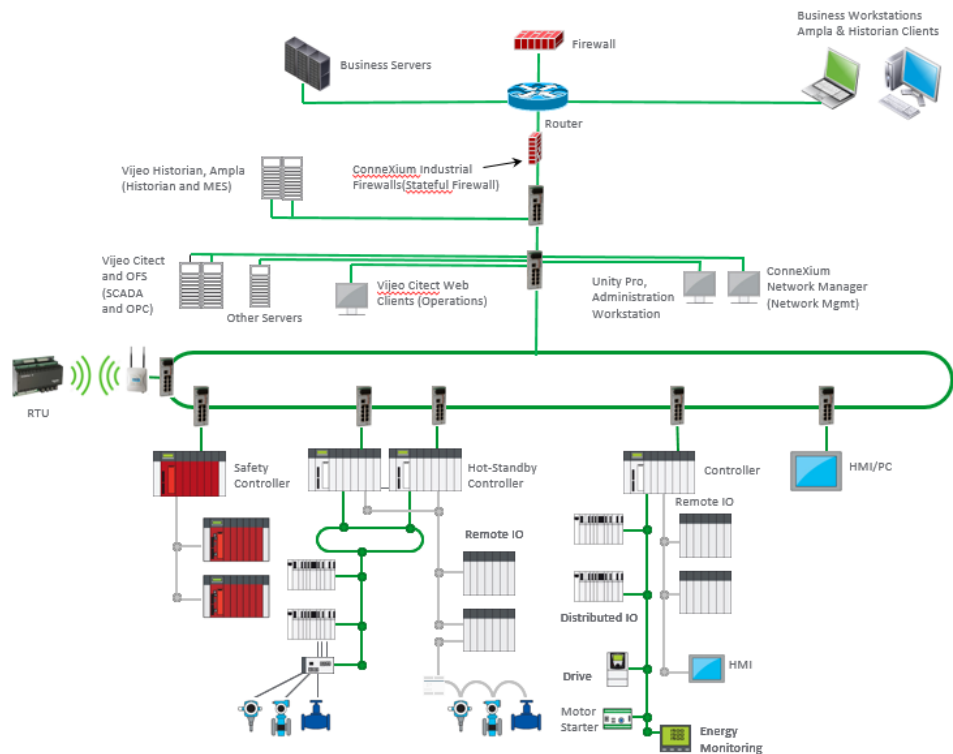 Business Workstations
Ampla & Historian Clients
Firewall
Business Servers
Router
Vijeo Historian, Ampla
(Historian and MES)
ConneXium Industrial
Firewalls(Stateful Firewall)
Vijeo Citect
and OFS
(SCADA
and OPC)
Other Servers
Vijeo Citect Web
Clients (Operations)
Unity Pro,
Administration
Workstation
ConneXium
Network Manager
(Network Mgmt)
RTU
Safety
Controller
Hot-Standby
Controller
Controller
HMI/PC
Remote IO
Remote IO
Distributed IO
Drive
HMI
Motor
Starter
Energy
Monitoring